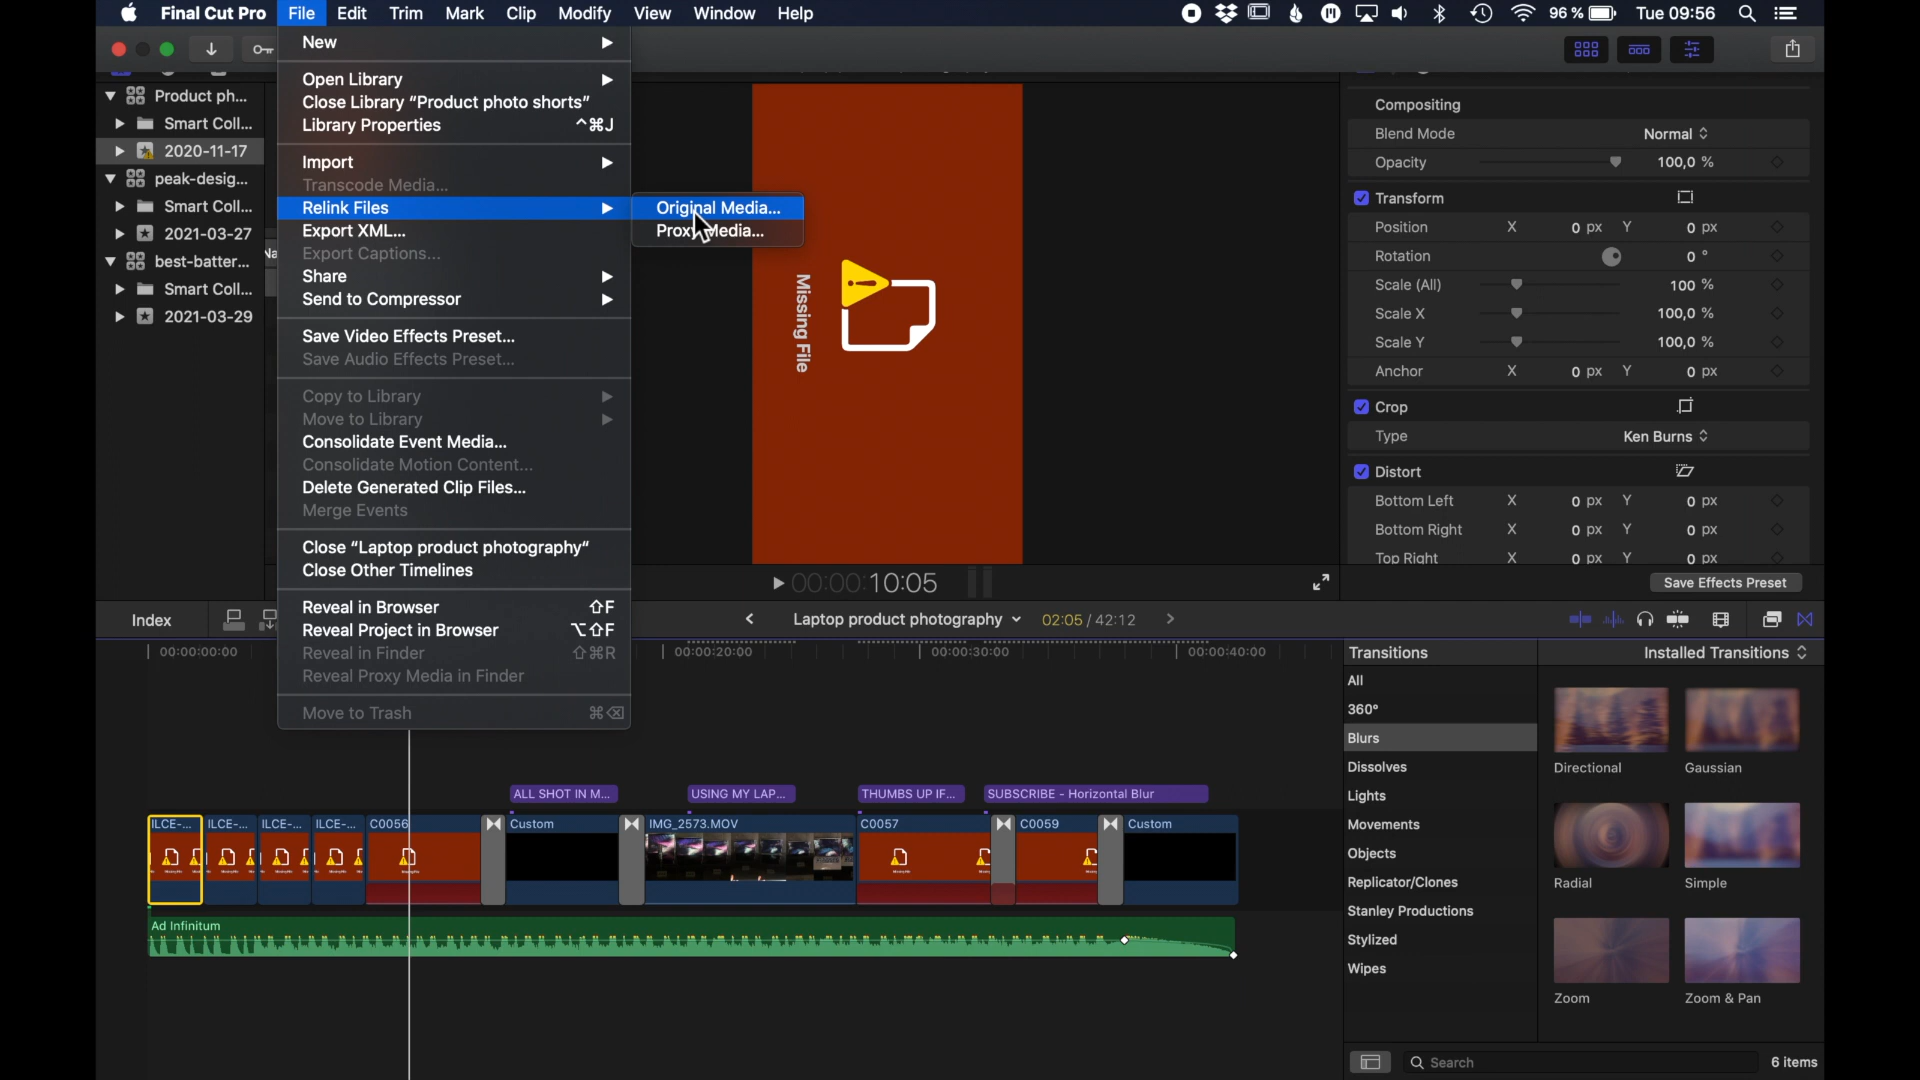 Final Cut Pro File Edit Trim Mark Clip Modify View Window Help 96 % Tue 09:56
Product ph...
Smart Coll...
2020-11-17
peak-desig...
Smart Coll...
2021-03-27
best-batter...
Smart Coll...
2021-03-29
Na
New
Open Library
Close Library “Product photo shorts”
Library Properties ^⌘J
Import
Transcode Media...
Relink Files
Export XML...
Export Captions...
Share
Send to Compressor
Save Video Effects Preset...
Save Audio Effects Preset...
Copy to Library
Move to Library
Consolidate Event Media...
Consolidate Motion Content...
Delete Generated Clip Files...
Merge Events
Close “Laptop product photography”
Close Other Timelines
Reveal in Browser ⇧F
Reveal Project in Browser ⌥⇧F
Reveal in Finder ⇧⌘R
Reveal Proxy Media in Finder
Move to Trash ⌘⌫
Original Media...
Proxy Media...
Missing File
00:00:10:05
Compositing
Blend Mode Normal
Opacity 100,0 %
Transform
Position X 0 px Y 0 px
Rotation 0 °
Scale (All) 100 %
Scale X 100,0 %
Scale Y 100,0 %
Anchor X 0 px Y 0 px
Crop
Type Ken Burns
Distort
Bottom Left X 0 px Y 0 px
Bottom Right X 0 px Y 0 px
Top Right X 0 px Y 0 px
Save Effects Preset
Index
Laptop product photography 02:05 / 42:12
00:00:00:00 00:00:20:00 00:00:30:00 00:00:40:00
ALL SHOT IN M... USING MY LAP... THUMBS UP IF... SUBSCRIBE - Horizontal Blur
ILCE-... ILCE-... ILCE-... ILCE-... C0056 Custom IMG_2573.MOV C0057 C0059 Custom
Ad Infinitum
Transitions
Installed Transitions
All
360°
Blurs
Dissolves
Lights
Movements
Objects
Replicator/Clones
Stanley Productions
Stylized
Wipes
Directional Gaussian
Radial Simple
Zoom Zoom & Pan
Search
6 items